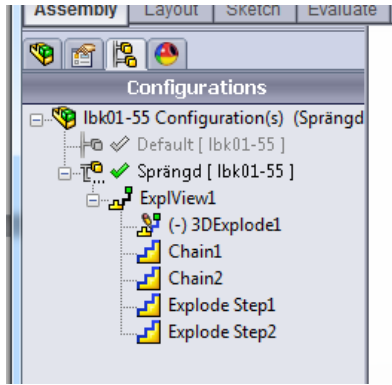 Assembly Layout Sketch Evaluate
Configurations
lbk01-55 Configuration(s) (Sprängd
Default [ lbk01-55 ]
Sprängd [ lbk01-55 ]
ExplView1
(-) 3DExplode1
Chain1
Chain2
Explode Step1
Explode Step2